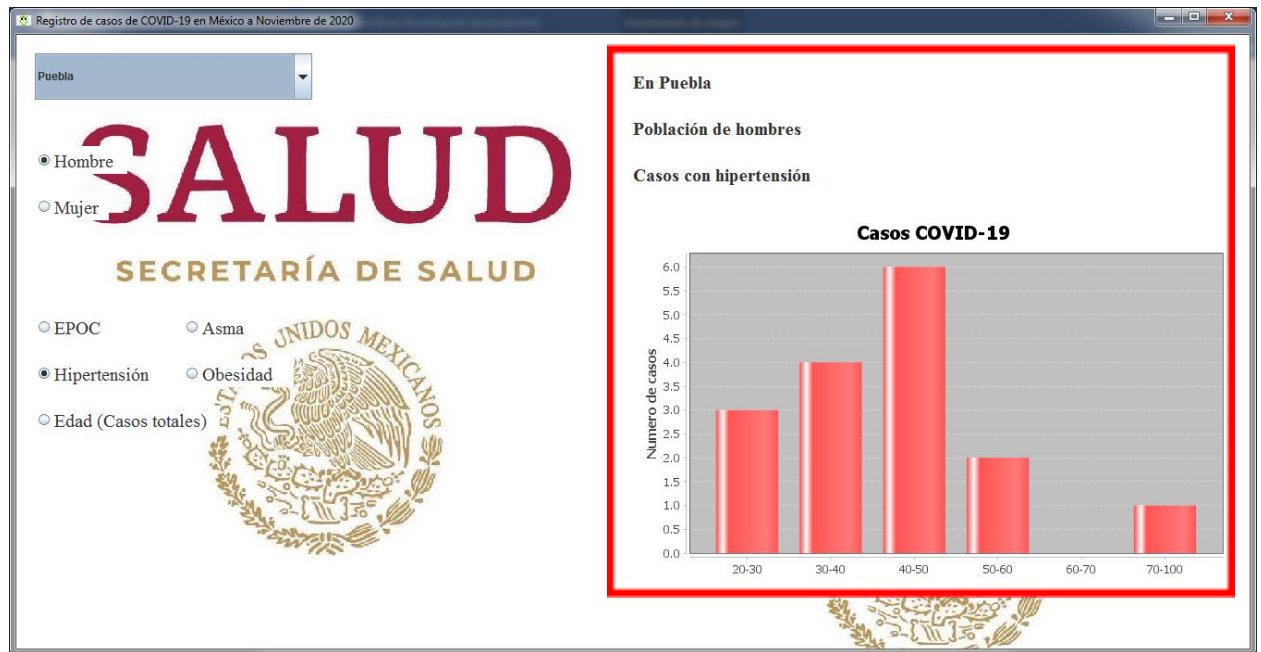 Registro de casos de COVID-19 en México a Noviembre de 2020
Puebla
SALUD
Hombre
Mujer
SECRETARÍA DE SALUD
EPOC
Asma
Hipertensión
Obesidad
Edad (Casos totales)
ESTADOS UNIDOS MEXICANOS
En Puebla
Población de hombres
Casos con hipertensión
Casos COVID-19
Numero de casos
6.0
5.5
5.0
4.5
4.0
3.5
3.0
2.5
2.0
1.5
1.0
0.5
0.0
20-30 30-40 40-50 50-60 60-70 70-100